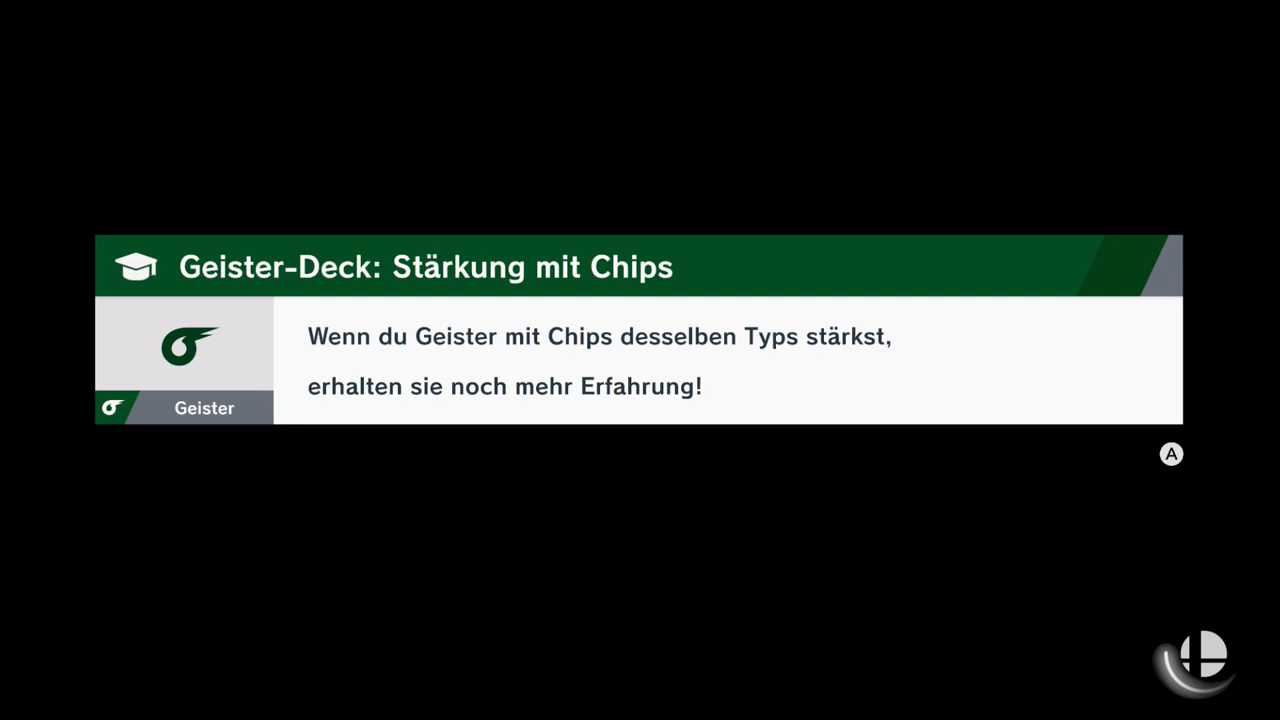 Geister-Deck: Stärkung mit Chips
Wenn du Geister mit Chips desselben Typs stärkst,
erhalten sie noch mehr Erfahrung!
Geister
A